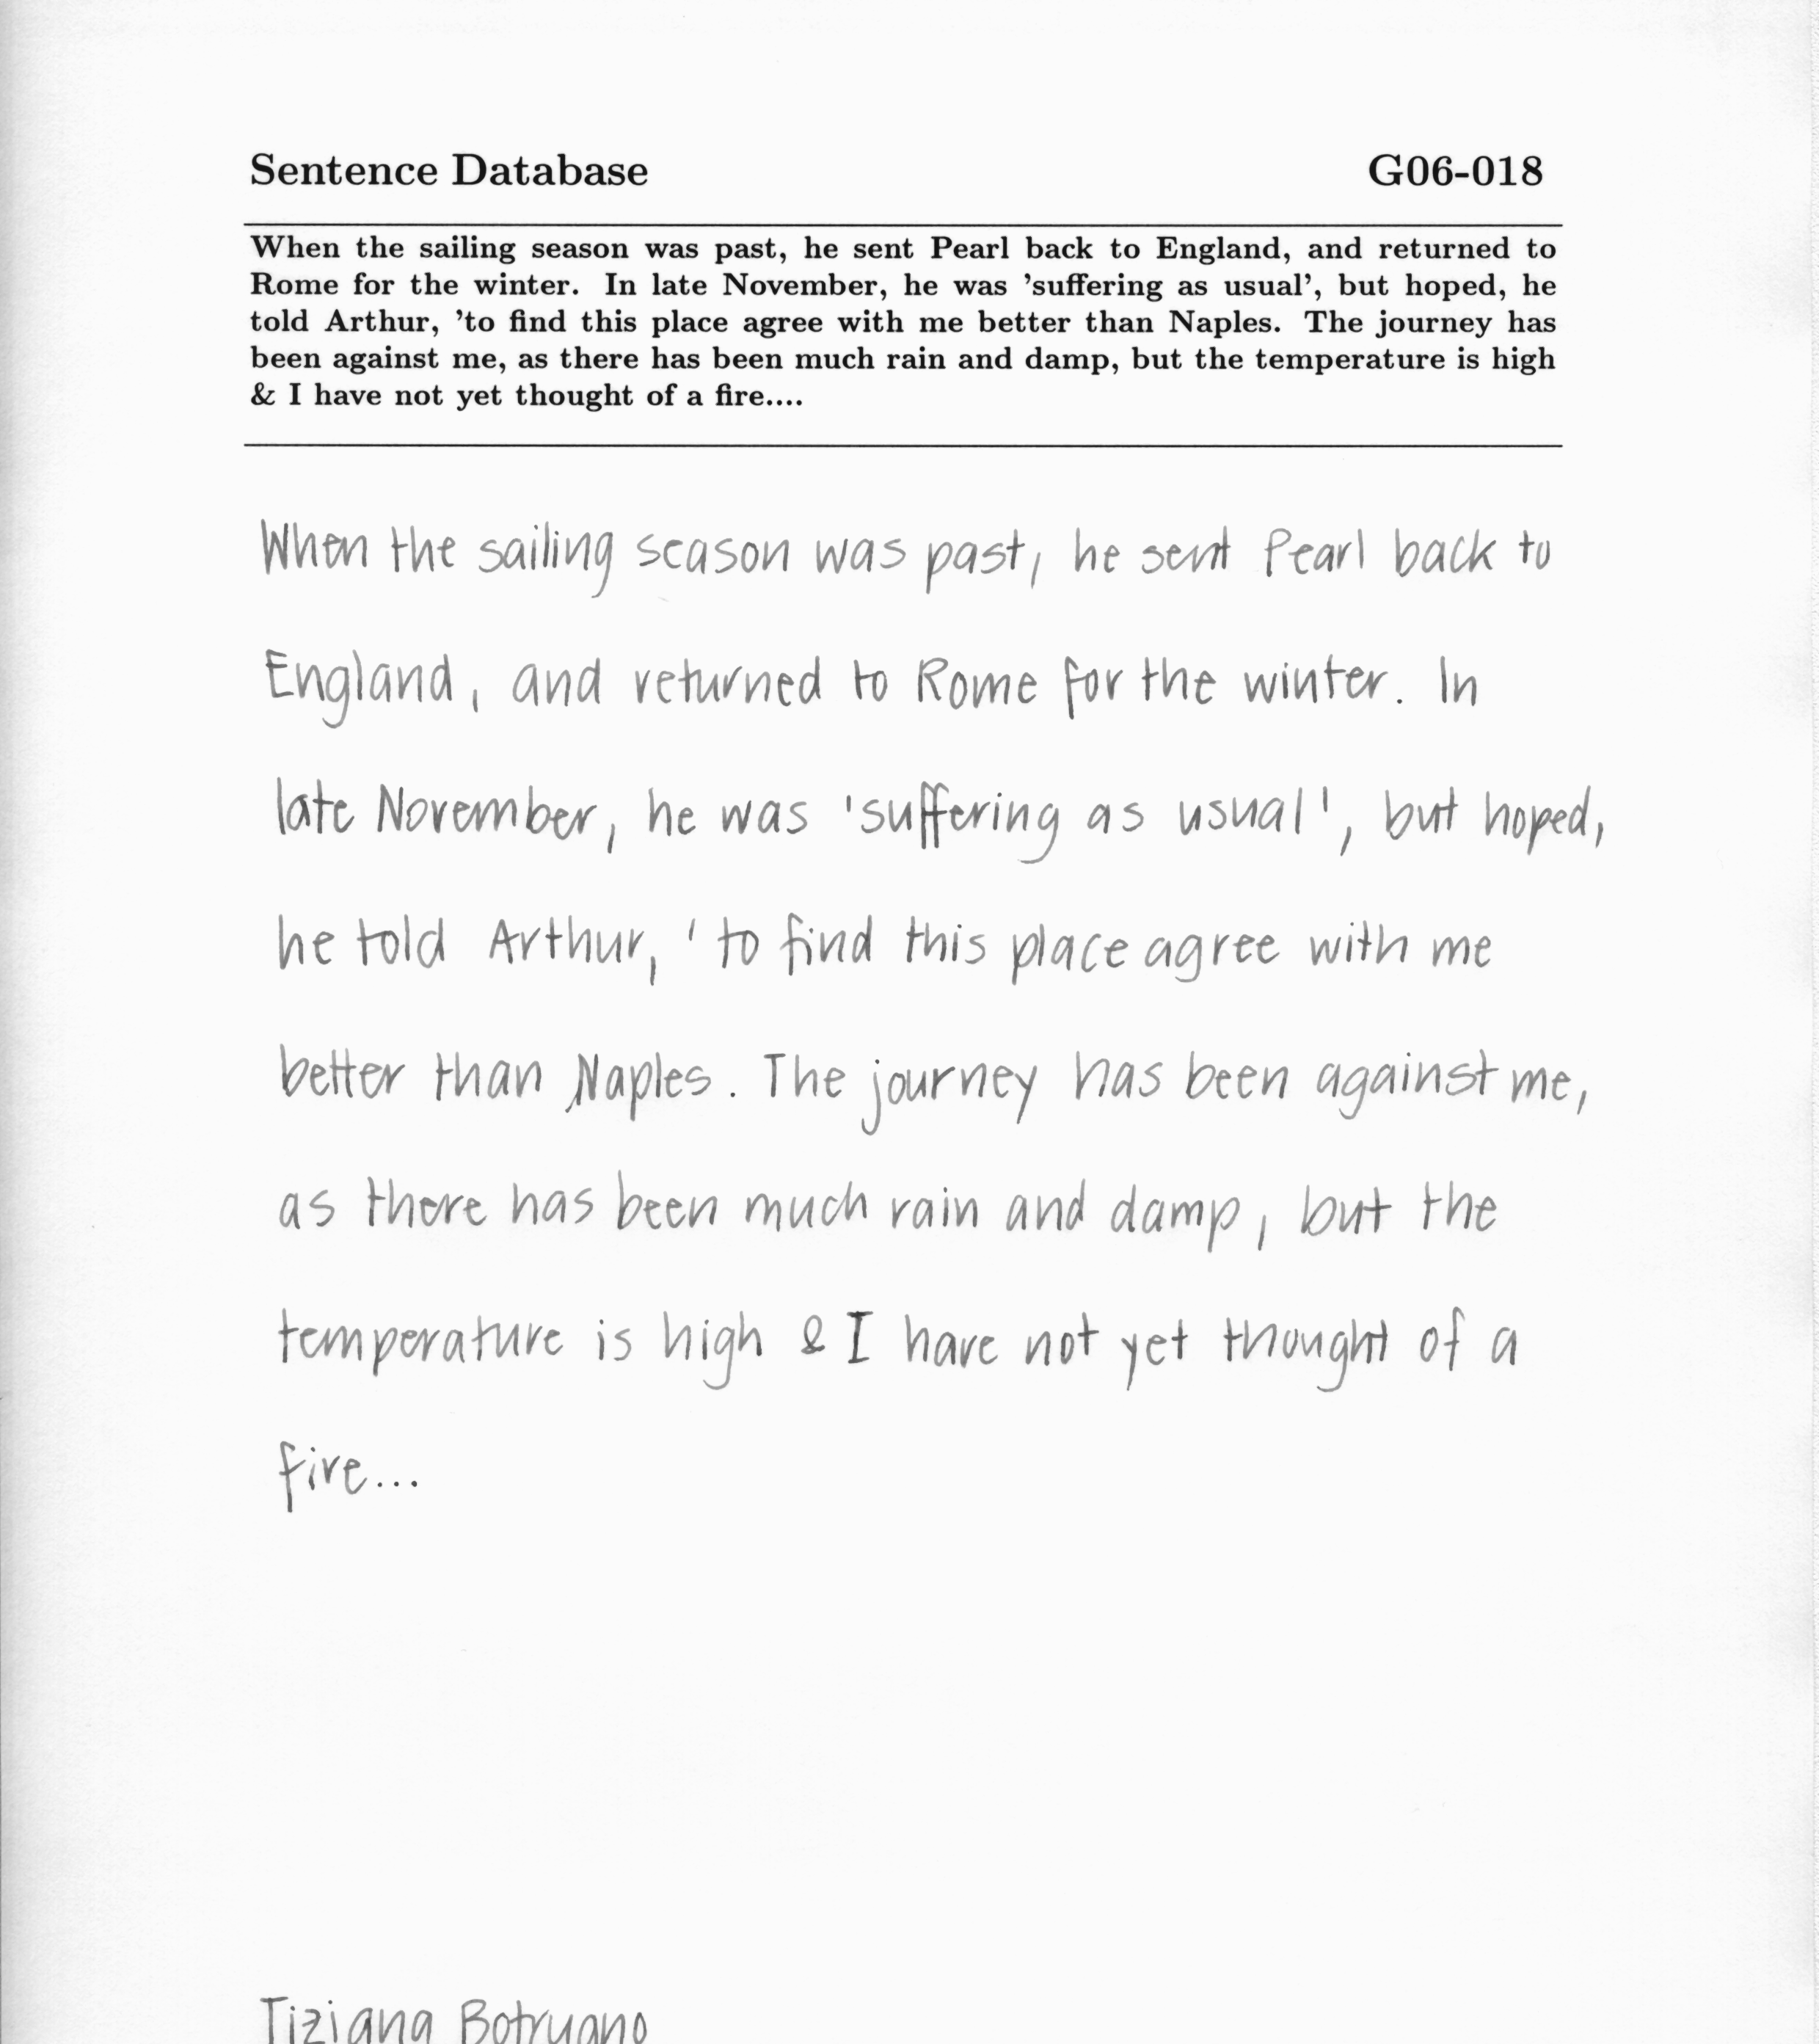 Sentence Database G06-018
When the sailing season was past, he sent Pearl back to England, and returned to
Rome for the winter. In late November, he was 'suffering as usual', but hoped, he
told Arthur, 'to find this place agree with me better than Naples. The journey has
been against me, as there has been much rain and damp, but the temperature is high
& I have not yet thought of a fire....
When the sailing season was past, he sent Pearl back to
England, and returned to Rome for the winter. In
late November, he was 'suffering as usual', but hoped,
he told Arthur, 'to find this place agree with me
better than Naples. The journey has been against me,
as there has been much rain and damp, but the
temperature is high & I have not yet thought of a
fire...
Tiziana